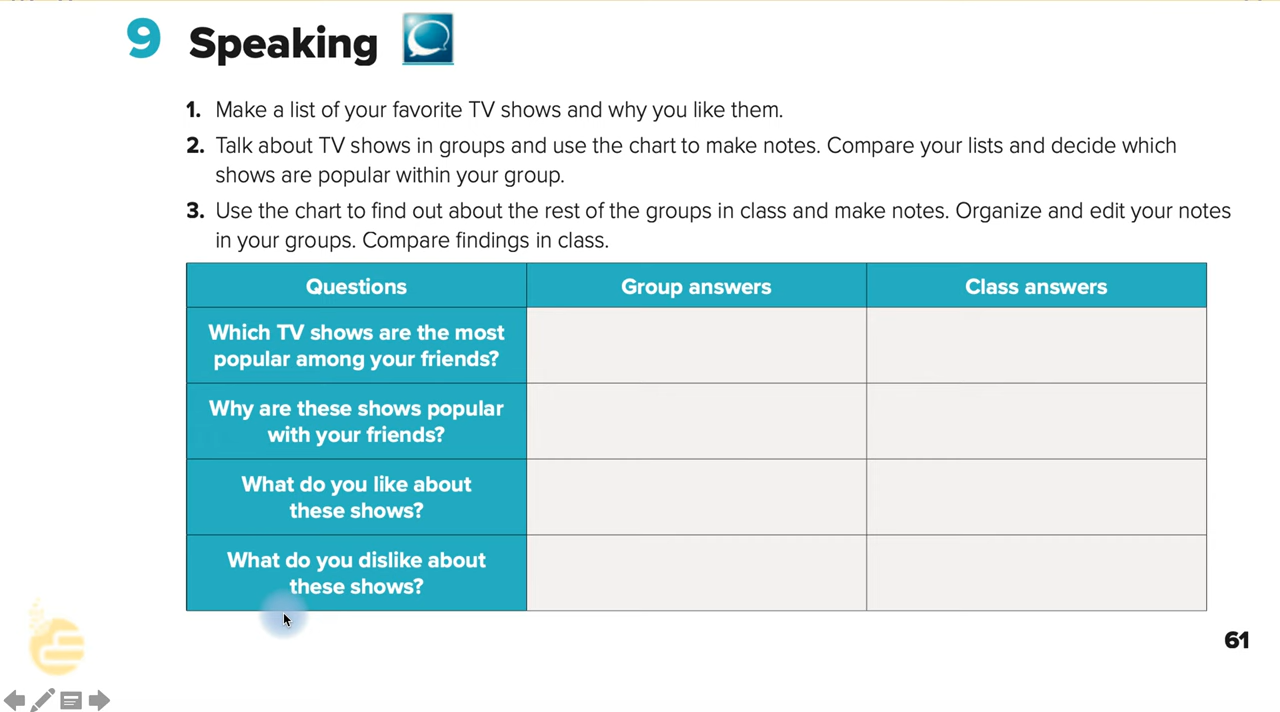 9 Speaking
1. Make a list of your favorite TV shows and why you like them.
2. Talk about TV shows in groups and use the chart to make notes. Compare your lists and decide which
shows are popular within your group.
3. Use the chart to find out about the rest of the groups in class and make notes. Organize and edit your notes
in your groups. Compare findings in class.
Questions Group answers Class answers
Which TV shows are the most
popular among your friends?
Why are these shows popular
with your friends?
What do you like about
these shows?
What do you dislike about
these shows?
61